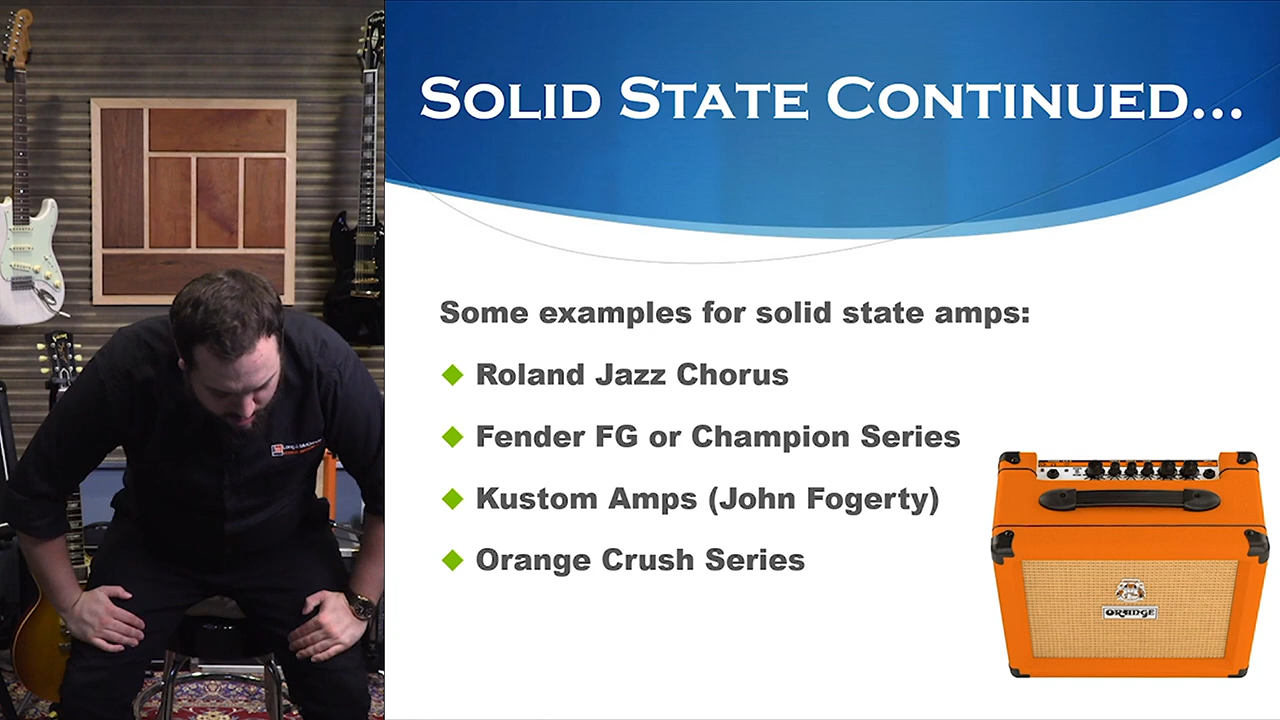 Solid State Continued...
Some examples for solid state amps:
Roland Jazz Chorus
Fender FG or Champion Series
Kustom Amps (John Fogerty)
Orange Crush Series
ORANGE